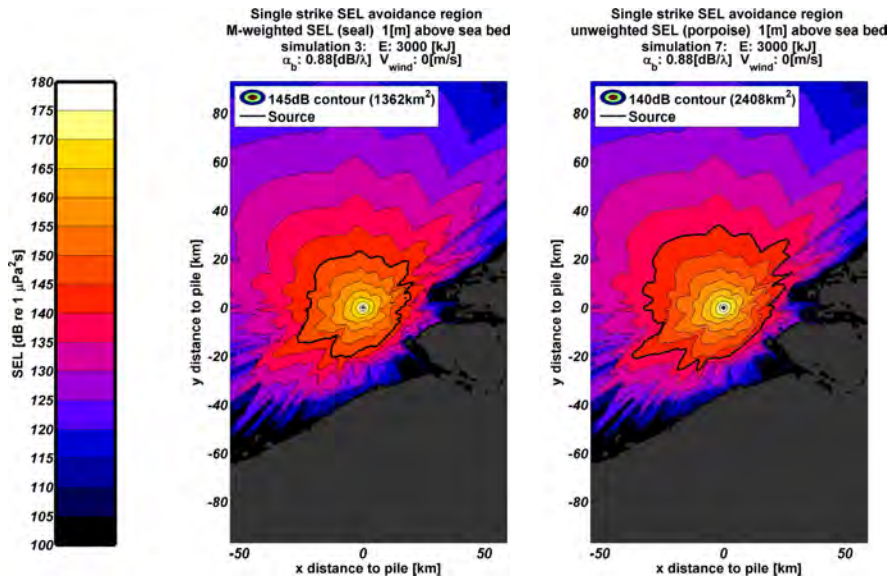 Single strike SEL avoidance region
M-weighted SEL (seal) 1[m] above sea bed
simulation 3: E: 3000 [kJ]
α_b: 0.88[dB/λ] V_wind: 0[m/s]
Single strike SEL avoidance region
unweighted SEL (porpoise) 1[m] above sea bed
simulation 7: E: 3000 [kJ]
α_b: 0.88[dB/λ] V_wind: 0[m/s]
SEL [dB re 1 μPa²s]
180
175
170
165
160
155
150
145
140
135
130
125
120
115
110
105
100
145dB contour (1362km²)
Source
y distance to pile [km]
80
60
40
20
0
-20
-40
-60
-80
-50 0 50
x distance to pile [km]
140dB contour (2408km²)
Source
y distance to pile [km]
80
60
40
20
0
-20
-40
-60
-80
-50 0 50
x distance to pile [km]